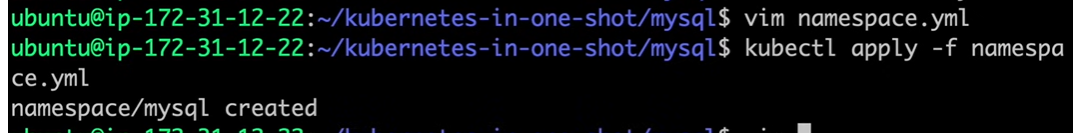 ubuntu@ip-172-31-12-22:~/kubernetes-in-one-shot/mysql$ vim namespace.yml
ubuntu@ip-172-31-12-22:~/kubernetes-in-one-shot/mysql$ kubectl apply -f namespa
ce.yml
namespace/mysql created